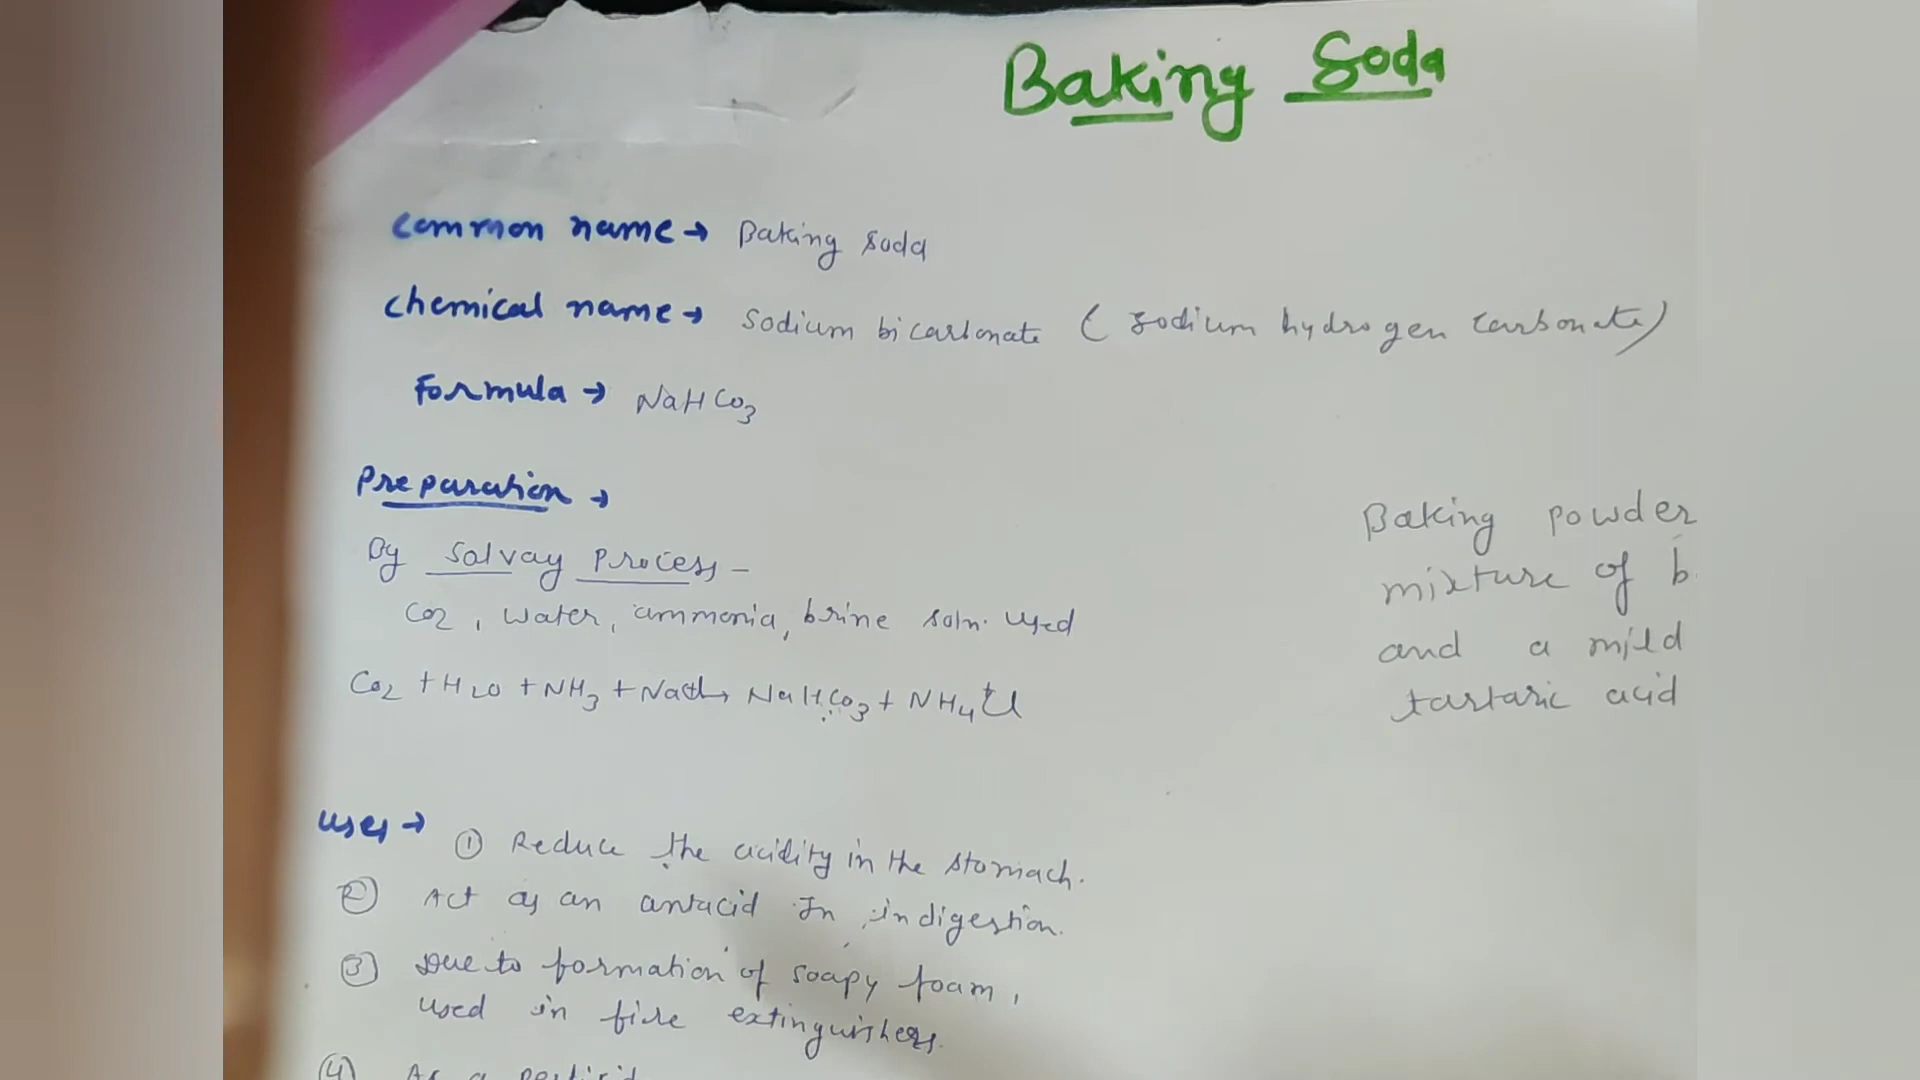 Baking Soda
Common name → Baking Soda
Chemical name → Sodium bicarbonate (Sodium hydrogen carbonate)
Formula → NaHCO3
Preparation →
By Salvay Process -
CO2, water, ammonia, brine soln. used
CO2 + H2O + NH3 + NaCl → NaHCO3 + NH4Cl
Baking powder
mixture of b
and a mild
tartaric acid
Uses → ① Reduce the acidity in the stomach.
② Act as an antacid In indigestion.
③ Due to formation of soapy foam,
used in fire extinguishers.
④ As a